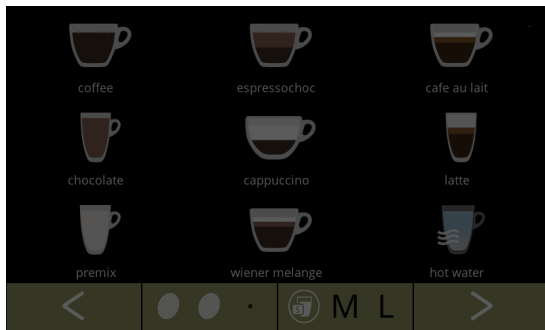 coffee espressochoc cafe au lait
chocolate cappuccino latte
premix wiener melange hot water
S M L